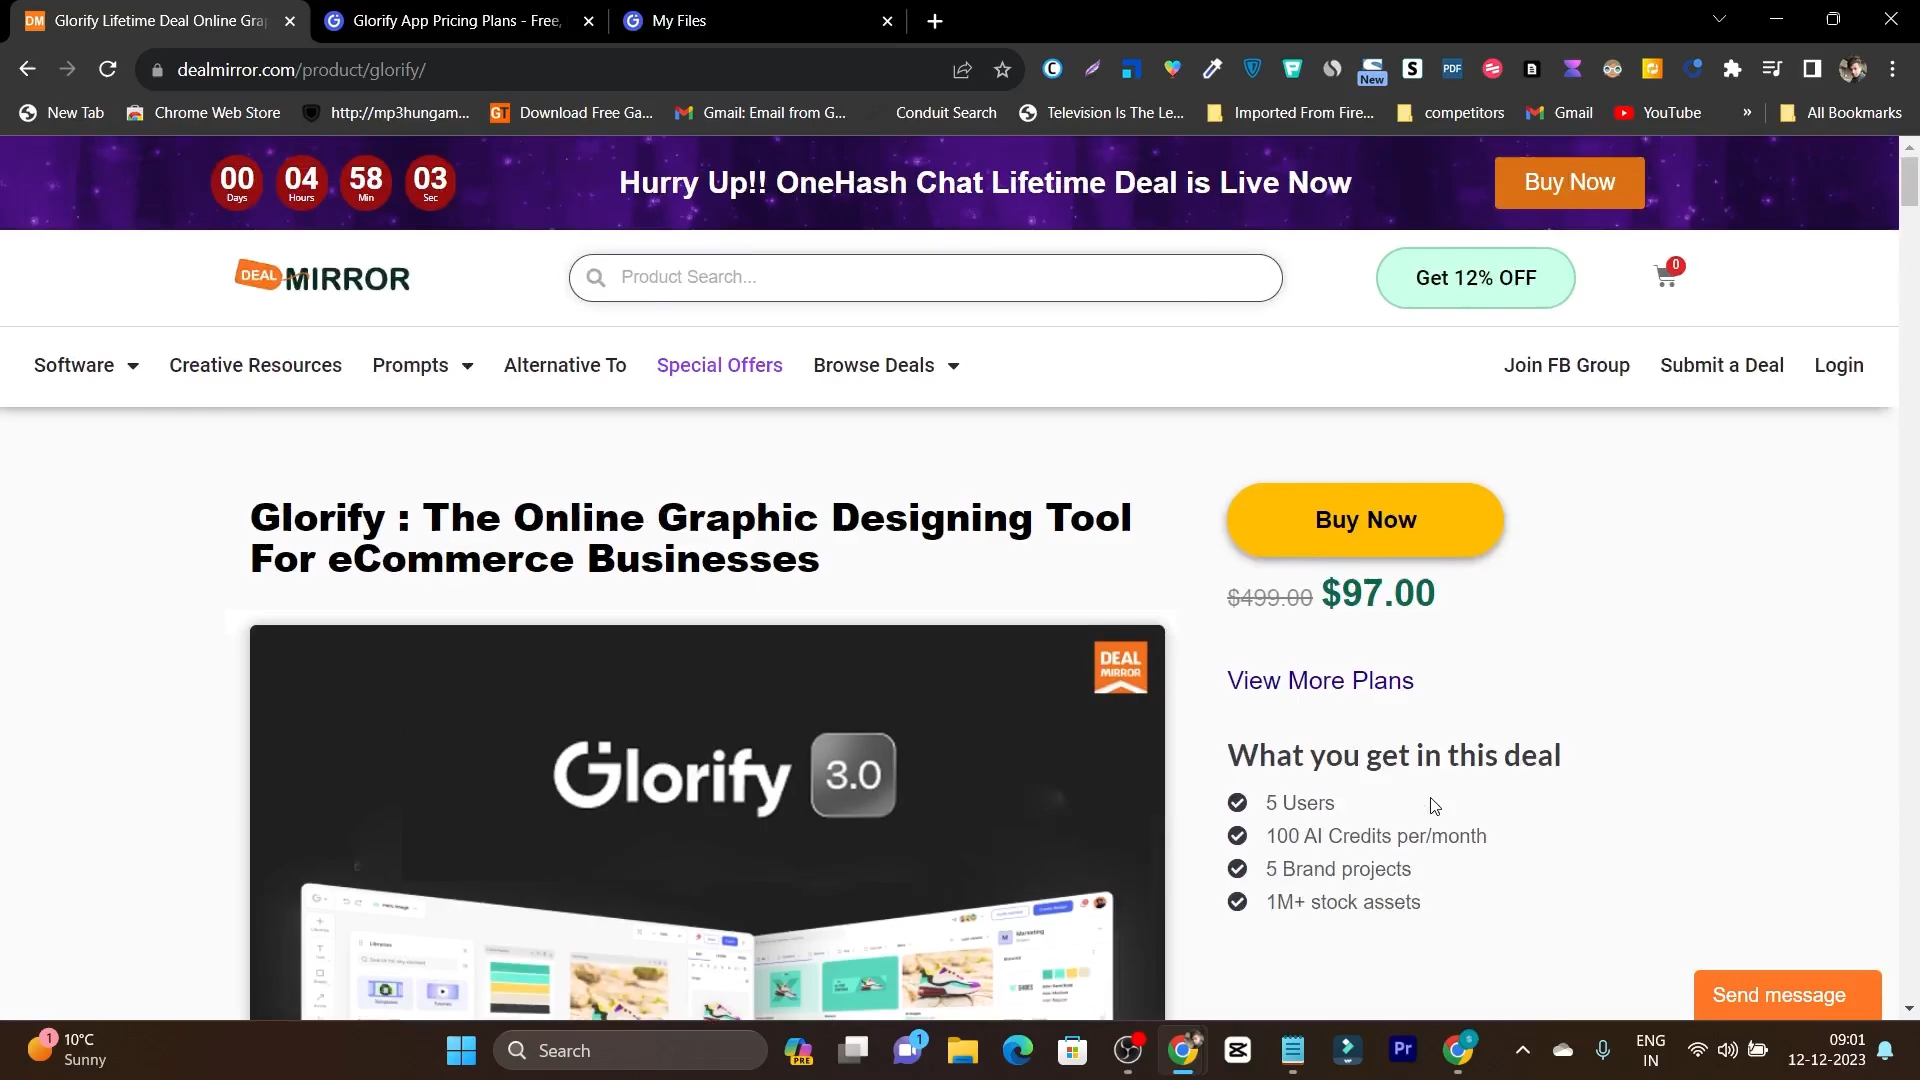 Glorify Lifetime Deal Online Gra
Glorify App Pricing Plans - Free,
My Files
dealmirror.com/product/glorify/
New
PDF
New Tab
Chrome Web Store
http://mp3hungam...
GT
Download Free Ga...
Gmail: Email from G...
Conduit Search
Television Is The Le...
Imported From Fire...
competitors
Gmail
YouTube
»
All Bookmarks
00 04 58 03
Days Hours Min Sec
Hurry Up!! OneHash Chat Lifetime Deal is Live Now
Buy Now
DEAL MIRROR
Product Search...
Get 12% OFF
0
Software
Creative Resources
Prompts
Alternative To
Special Offers
Browse Deals
Join FB Group
Submit a Deal
Login
Glorify : The Online Graphic Designing Tool
For eCommerce Businesses
Buy Now
$499.00 $97.00
View More Plans
What you get in this deal
5 Users
100 AI Credits per/month
5 Brand projects
1M+ stock assets
DEAL
MIRROR
Glorify 3.0
Send message
1
10°C
Sunny
Search
PRE
1
Pr
ENG
IN
09:01
12-12-2023